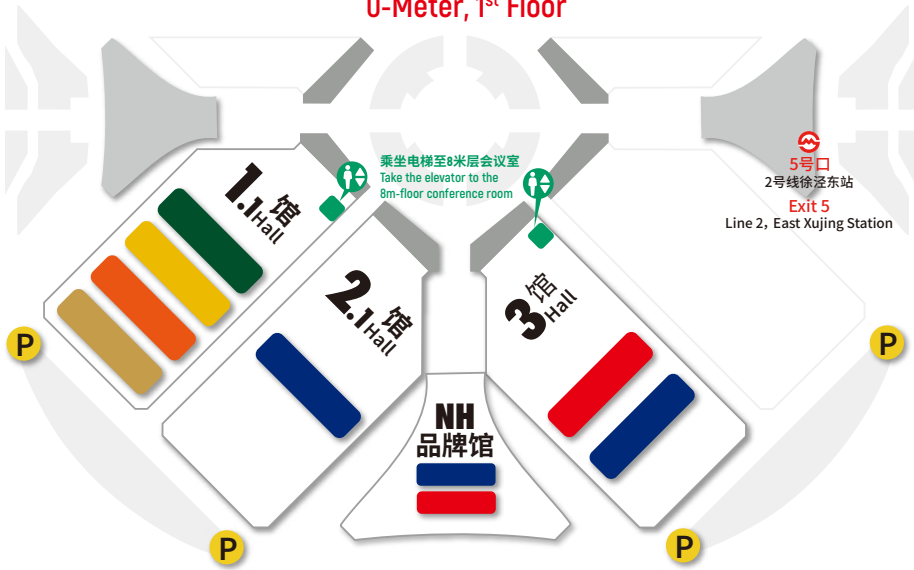 0-Meter, 1st Floor
乘坐电梯至8米层会议室
Take the elevator to the
8m-floor conference room
5号口
2号线徐泾东站
Exit 5
Line 2, East Xujing Station
1.1馆
Hall
2.1馆
Hall
3馆
Hall
NH
品牌馆
P
P
P
P